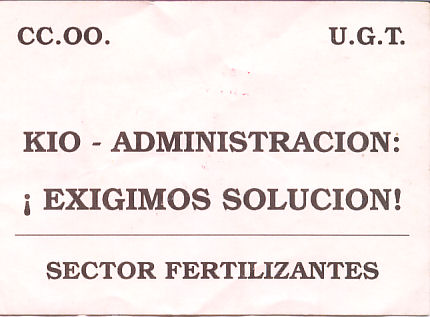 CC.OO. U.G.T.
KIO - ADMINISTRACION:
¡ EXIGIMOS SOLUCION!
SECTOR FERTILIZANTES